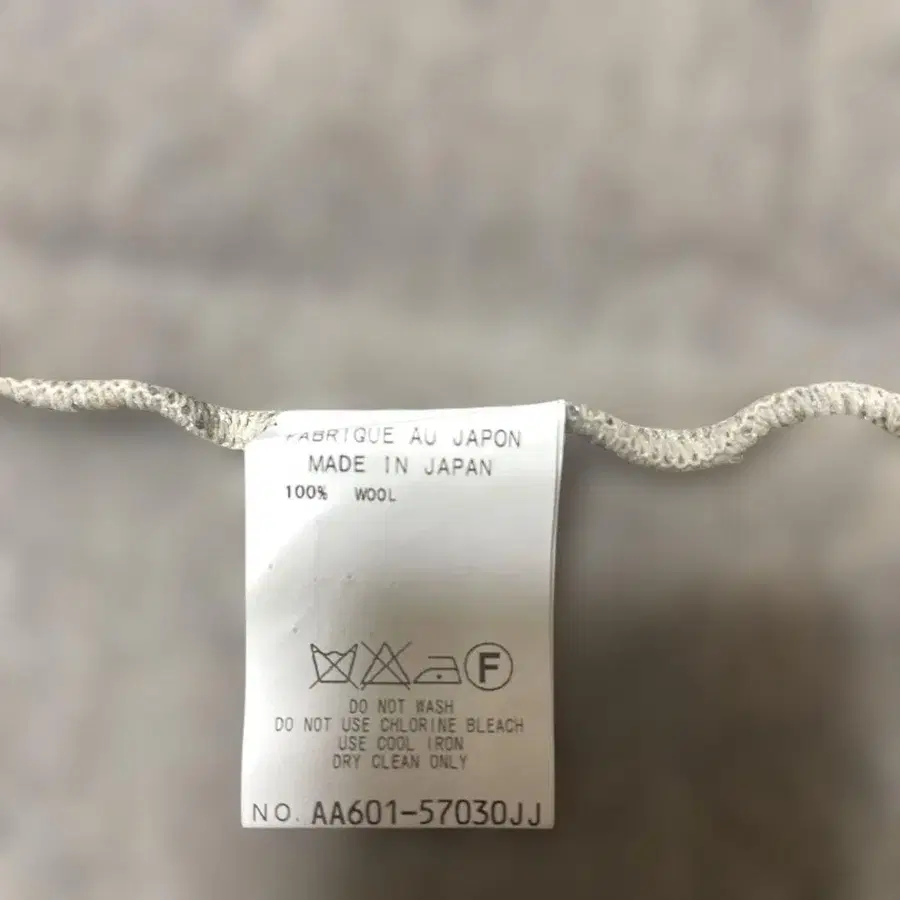 FABRIQUE AU JAPON
MADE IN JAPAN
100% WOOL
F
DO NOT WASH
DO NOT USE CHLORINE BLEACH
USE COOL IRON
DRY CLEAN ONLY
NO. AA601-57030JJ